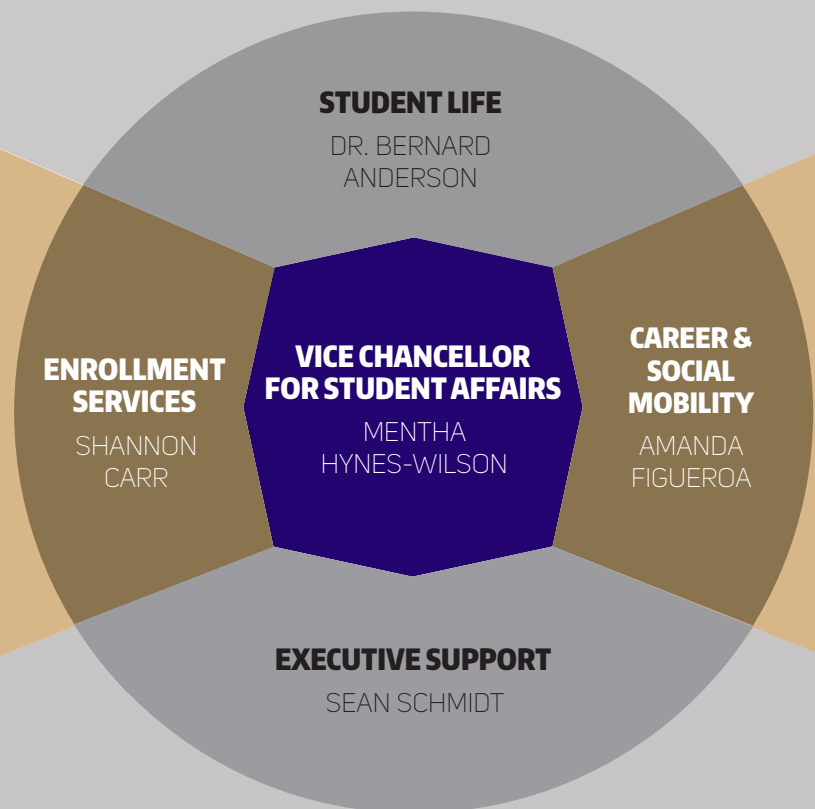 STUDENT LIFE
DR. BERNARD
ANDERSON
ENROLLMENT
SERVICES
SHANNON
CARR
VICE CHANCELLOR
FOR STUDENT AFFAIRS
MENTHA
HYNES-WILSON
CAREER &
SOCIAL
MOBILITY
AMANDA
FIGUEROA
EXECUTIVE SUPPORT
SEAN SCHMIDT